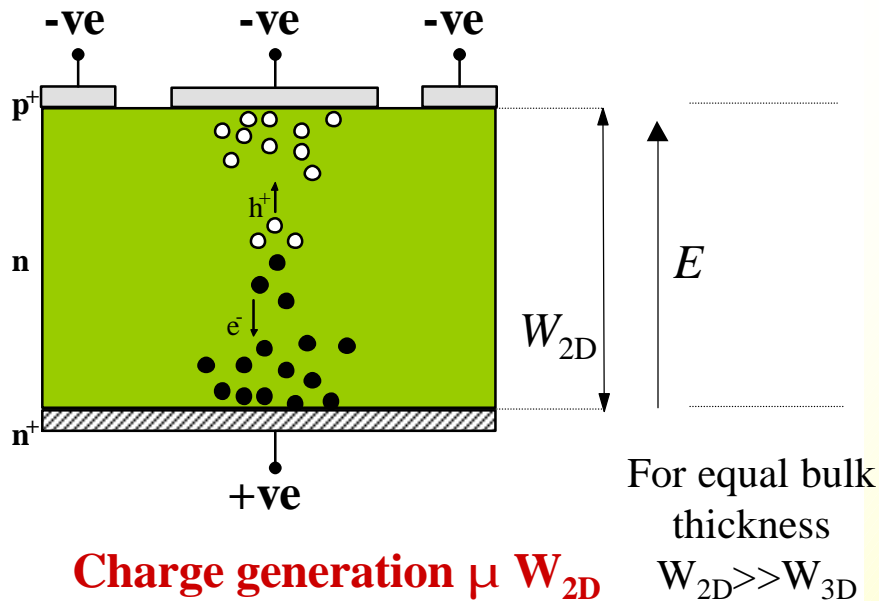 -ve -ve -ve
p+
h+
n
E
W2D
e-
n+
+ve
For equal bulk
thickness
W2D>>W3D
Charge generation μ W2D